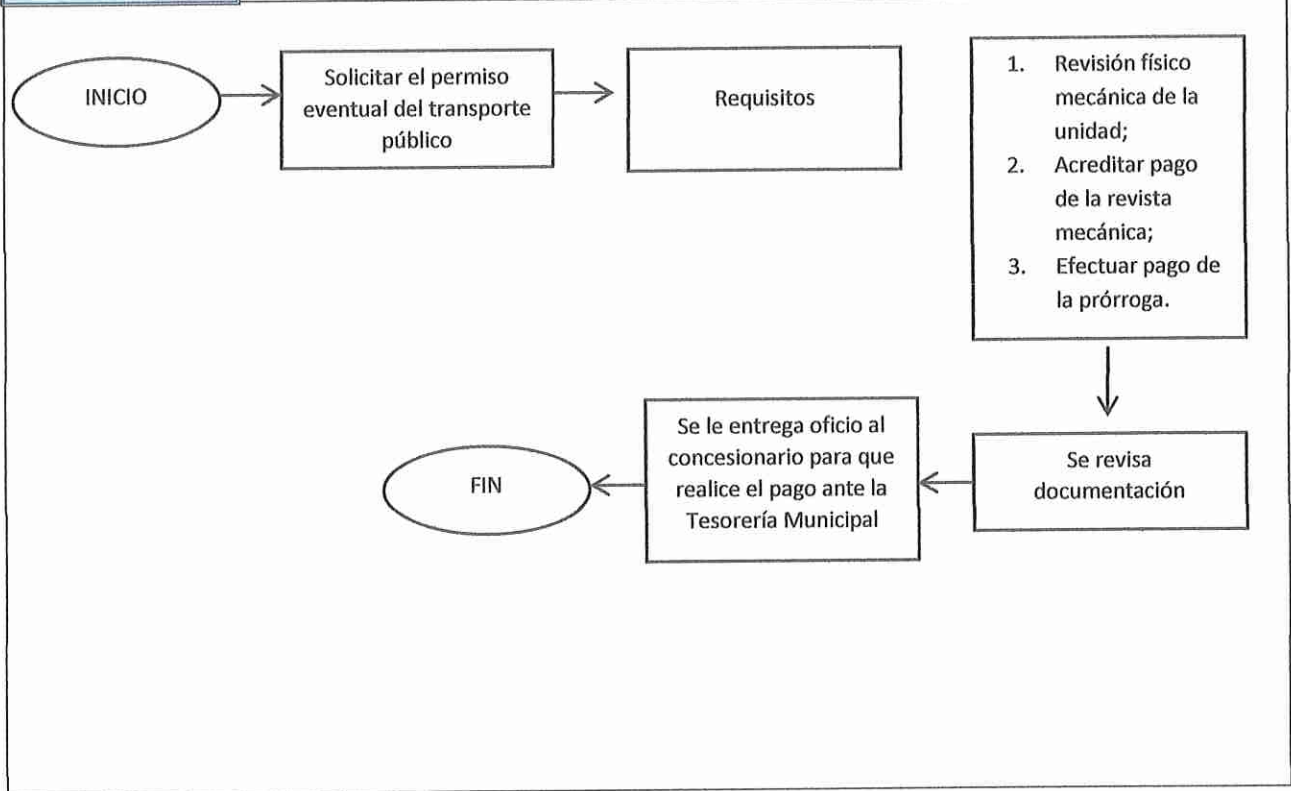 INICIO
Solicitar el permiso
eventual del transporte
público
Requisitos
1. Revisión físico
mecánica de la
unidad;
2. Acreditar pago
de la revista
mecánica;
3. Efectuar pago de
la prórroga.
Se revisa
documentación
Se le entrega oficio al
concesionario para que
realice el pago ante la
Tesorería Municipal
FIN